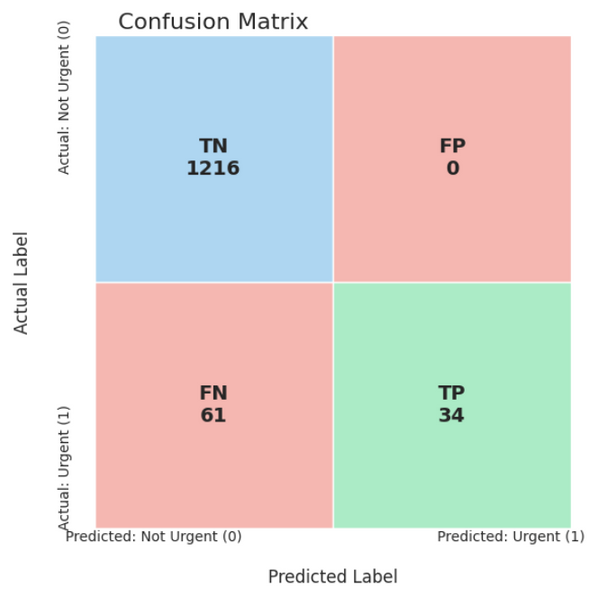 Confusion Matrix
Actual: Not Urgent (0)
TN
1216
FP
0
Actual Label
Actual: Urgent (1)
FN
61
TP
34
Predicted: Not Urgent (0)
Predicted: Urgent (1)
Predicted Label